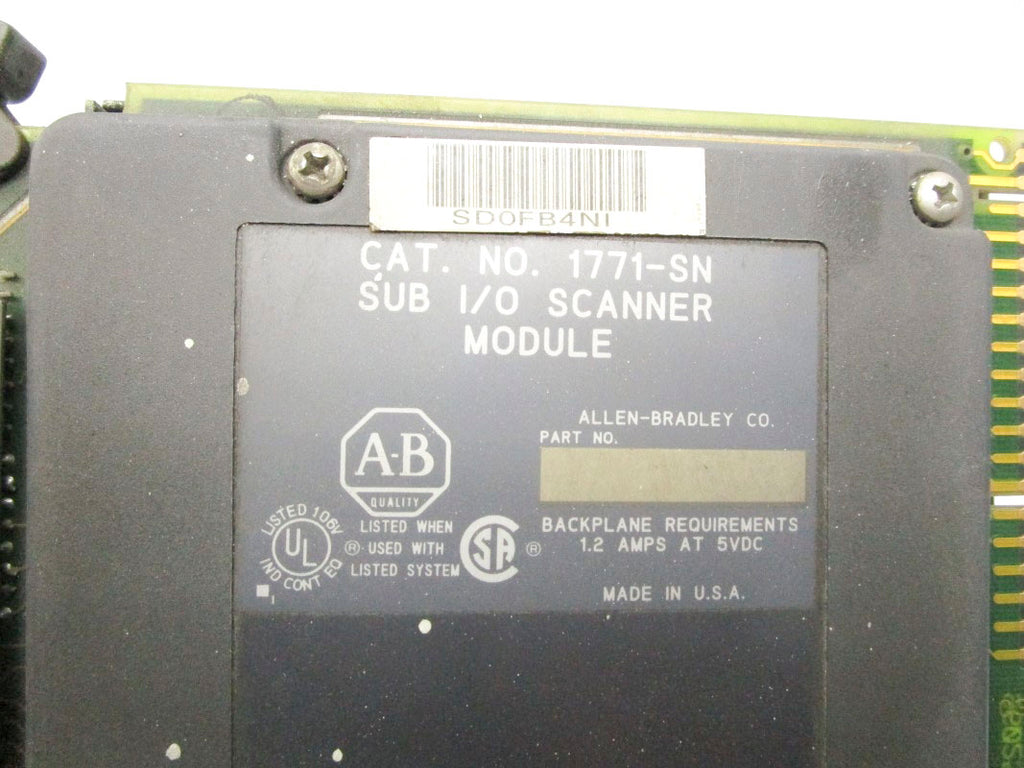 SD0FB4NI
CAT. NO. 1771-SN
SUB I/O SCANNER
MODULE
ALLEN-BRADLEY CO.
PART NO.
A-B
QUALITY
LISTED 106V
UL
IND CONT EQ
LISTED WHEN
® USED WITH
LISTED SYSTEM
SA ®
BACKPLANE REQUIREMENTS
1.2 AMPS AT 5VDC
MADE IN U.S.A.